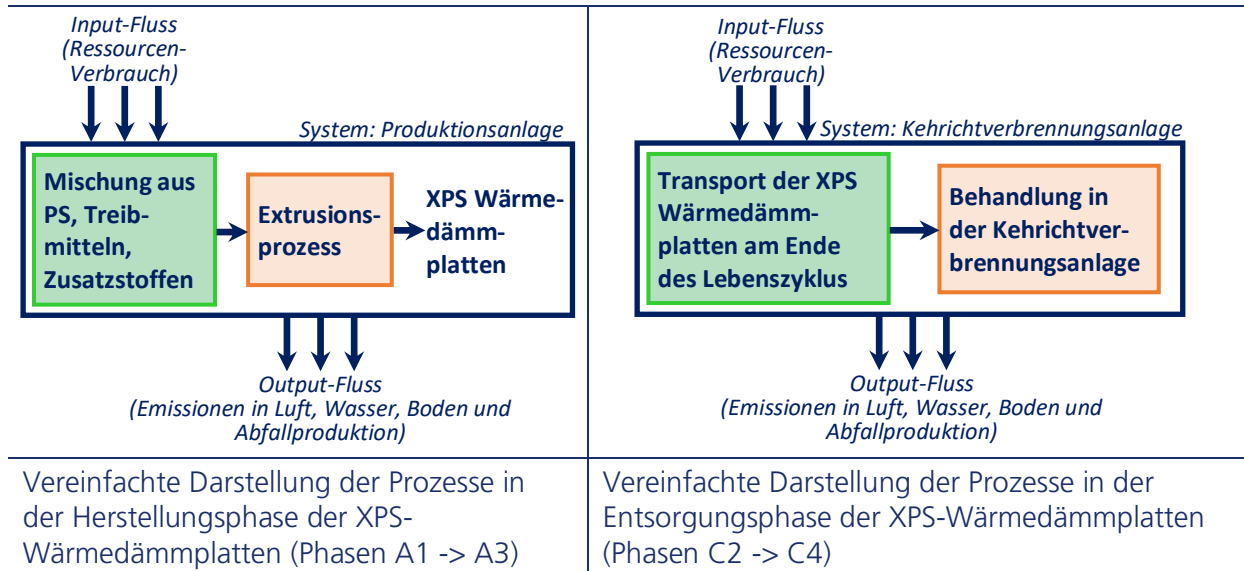 Input-Fluss
(Ressourcen-
Verbrauch)
System: Produktionsanlage
Mischung aus
PS, Treib-
mitteln,
Zusatzstoffen
Extrusions-
prozess
XPS Wärme-
dämm-
platten
Output-Fluss
(Emissionen in Luft, Wasser, Boden und
Abfallproduktion)
Vereinfachte Darstellung der Prozesse in
der Herstellungsphase der XPS-
Wärmedämmplatten (Phasen A1 -> A3)
Input-Fluss
(Ressourcen-
Verbrauch)
System: Kehrichtverbrennungsanlage
Transport der XPS
Wärmedämm-
platten am Ende
des Lebenszyklus
Behandlung in
der Kehrichtver-
brennungsanlage
Output-Fluss
(Emissionen in Luft, Wasser, Boden und
Abfallproduktion)
Vereinfachte Darstellung der Prozesse in der
Entsorgungsphase der XPS-Wärmedämmplatten
(Phasen C2 -> C4)